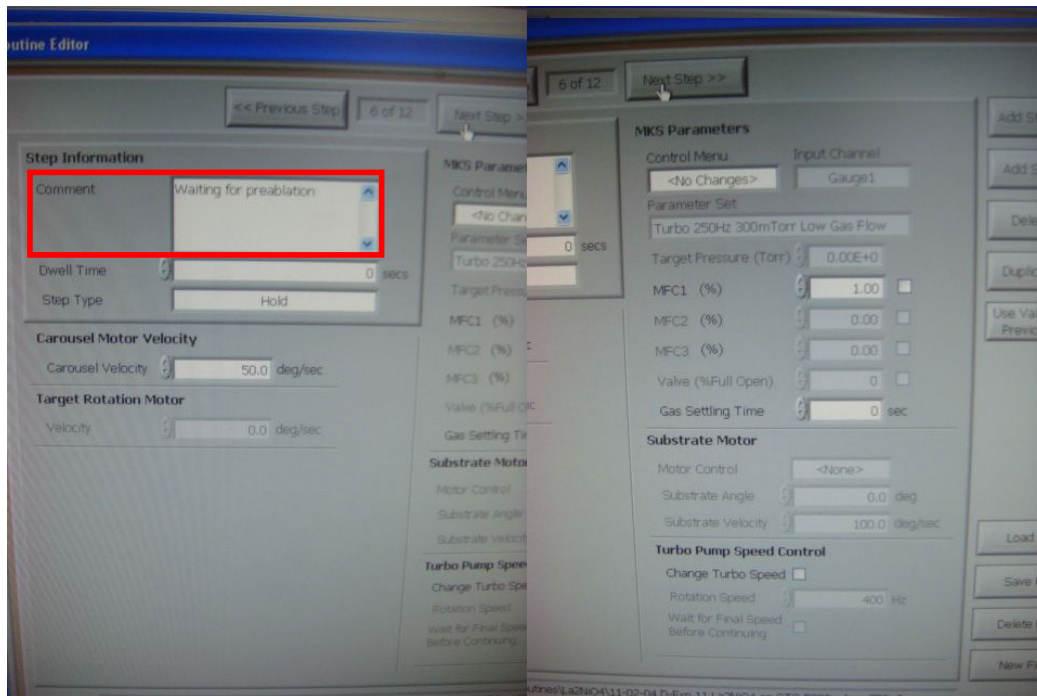 outine Editor
<< Previous Step
6 of 12
Next Step >
Step Information
Comment
Waiting for preablation
Dwell Time
0 secs
Step Type
Hold
Carousel Motor Velocity
Carousel Velocity
50.0 deg/sec
Target Rotation Motor
Velocity
0.0 deg/sec
MKS Parame
Control Menu
<No Chan
Parameter Se
Turbo 250Hz
Target Press
MFC1 (%)
MFC2 (%)
MFC3 (%)
Valve (%Full O
Gas Settling Ti
Substrate Moto
Motor Control
Substrate Angle
Substrate Velocit
Turbo Pump Spee
Change Turbo Spe
Rotation Speed
Wait for Final Spee
Before Continuing
6 of 12
Next Step >>
0 secs
MKS Parameters
Control Menu
Input Channel
<No Changes>
Gauge1
Parameter Set
Turbo 250Hz 300mTorr Low Gas Flow
Target Pressure (Torr)
0.00E+0
MFC1 (%)
1.00
MFC2 (%)
0.00
MFC3 (%)
0.00
Valve (%Full Open)
0
Gas Settling Time
0 sec
Substrate Motor
Motor Control
<None>
Substrate Angle
0.0 deg
Substrate Velocity
100.0 deg/sec
Turbo Pump Speed Control
Change Turbo Speed
Rotation Speed
400 Hz
Wait for Final Speed
Before Continuing
Add St
Add S
Dele
Duplic
Use Val
Previo
Load
Save
Delete
New Fi